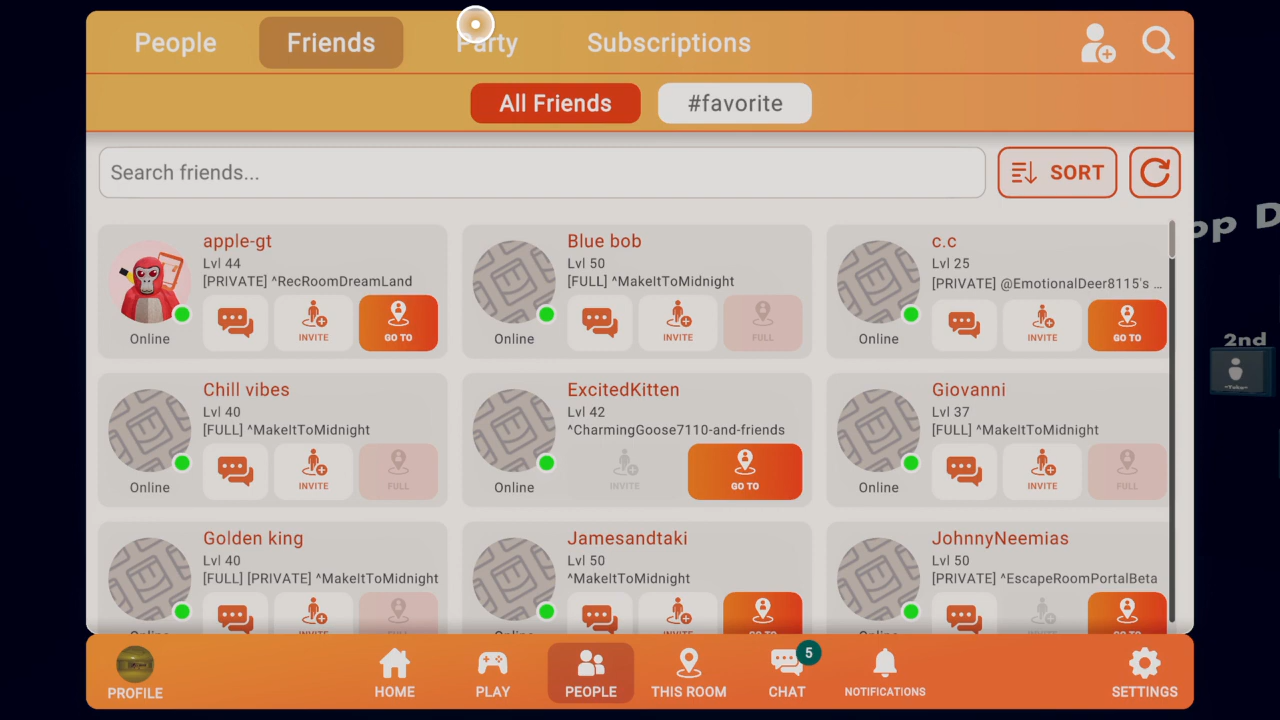 People Friends Party Subscriptions
All Friends #favorite
Search friends... SORT
apple-gt
Lvl 44
[PRIVATE] ^RecRoomDreamLand
INVITE GO TO
Online
Blue bob
Lvl 50
[FULL] ^MakeItToMidnight
INVITE FULL
Online
c.c
Lvl 25
[PRIVATE] @EmotionalDeer8115's ...
INVITE GO TO
Online
Chill vibes
Lvl 40
[FULL] ^MakeItToMidnight
INVITE FULL
Online
ExcitedKitten
Lvl 42
^CharmingGoose7110-and-friends
INVITE GO TO
Online
Giovanni
Lvl 37
[FULL] ^MakeItToMidnight
INVITE FULL
Online
Golden king
Lvl 40
[FULL] [PRIVATE] ^MakeItToMidnight
Jamesandtaki
Lvl 50
^MakeItToMidnight
JohnnyNeemias
Lvl 50
[PRIVATE] ^EscapeRoomPortalBeta
op D
2nd
PROFILE HOME PLAY PEOPLE THIS ROOM CHAT 5 NOTIFICATIONS SETTINGS